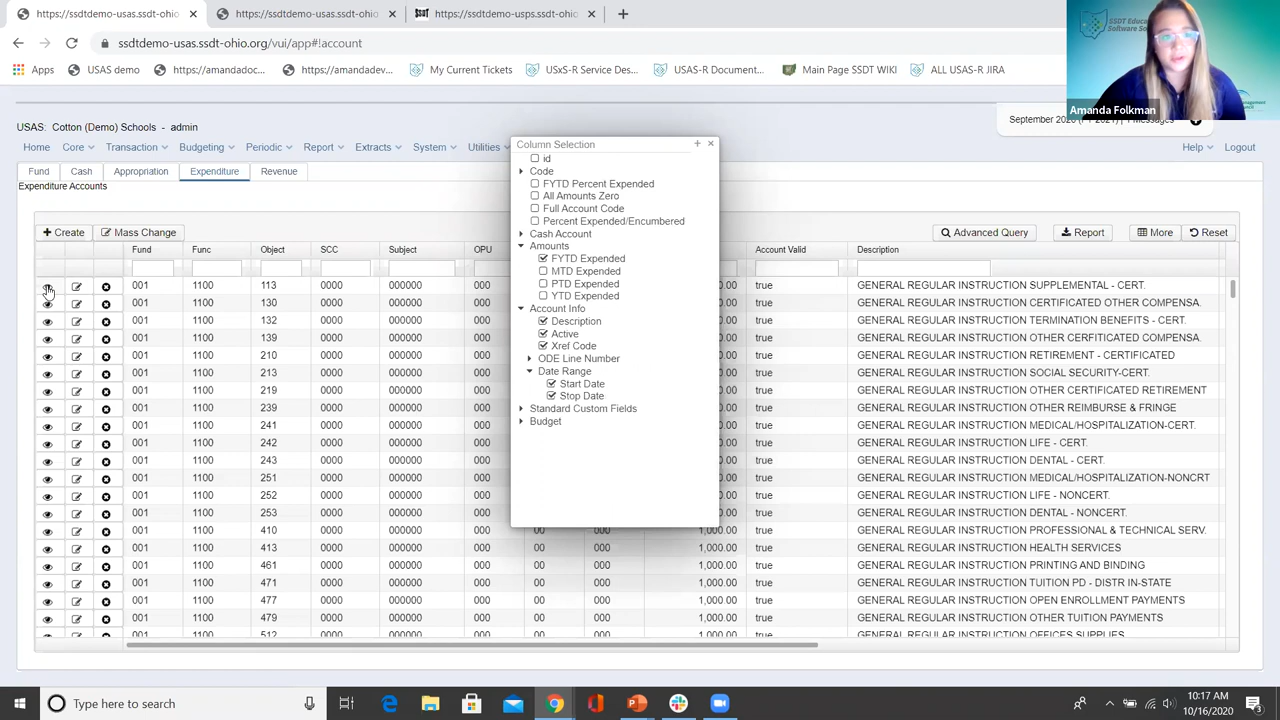 https://ssdtdemo-usas.ssdt-ohio.
https://ssdtdemo-usas.ssdt-ohio.
https://ssdtdemo-usps.ssdt-ohio.
ssdtdemo-usas.ssdt-ohio.org/vui/app#!account
Apps
USAS demo
https://amandadoc...
https://amandadev...
My Current Tickets
USxS-R Service Des...
USAS-R Document...
Main Page SSDT WIKI
ALL USAS-R JIRA
Amanda Folkman
USAS: Cotton (Demo) Schools - admin
Home Core Transaction Budgeting Periodic Report Extracts System Utilities Help Logout
Fund Cash Appropriation Expenditure Revenue
Expenditure Accounts
Create Mass Change Advanced Query Report More Reset
Fund Func Object SCC Subject OPU Account Valid Description
001 1100 113 0000 000000 000 true GENERAL REGULAR INSTRUCTION SUPPLEMENTAL - CERT.
001 1100 130 0000 000000 000 true GENERAL REGULAR INSTRUCTION CERTIFICATED OTHER COMPENSA.
001 1100 132 0000 000000 000 true GENERAL REGULAR INSTRUCTION TERMINATION BENEFITS - CERT.
001 1100 139 0000 000000 000 true GENERAL REGULAR INSTRUCTION OTHER CERFITICATED COMPENSA.
001 1100 210 0000 000000 000 true GENERAL REGULAR INSTRUCTION RETIREMENT - CERTIFICATED
001 1100 213 0000 000000 000 true GENERAL REGULAR INSTRUCTION SOCIAL SECURITY-CERT.
001 1100 219 0000 000000 000 true GENERAL REGULAR INSTRUCTION OTHER CERTIFICATED RETIREMENT
001 1100 239 0000 000000 000 true GENERAL REGULAR INSTRUCTION OTHER REIMBURSE & FRINGE
001 1100 241 0000 000000 000 true GENERAL REGULAR INSTRUCTION MEDICAL/HOSPITALIZATION-CERT.
001 1100 242 0000 000000 000 true GENERAL REGULAR INSTRUCTION LIFE - CERT.
001 1100 243 0000 000000 000 true GENERAL REGULAR INSTRUCTION DENTAL - CERT.
001 1100 251 0000 000000 000 true GENERAL REGULAR INSTRUCTION MEDICAL/HOSPITALIZATION-NONCRT
001 1100 252 0000 000000 000 true GENERAL REGULAR INSTRUCTION LIFE - NONCERT.
001 1100 253 0000 000000 000 true GENERAL REGULAR INSTRUCTION DENTAL - NONCERT.
001 1100 410 0000 000000 000 00 000 1,000.00 true GENERAL REGULAR INSTRUCTION PROFESSIONAL & TECHNICAL SERV.
001 1100 413 0000 000000 000 00 000 1,000.00 true GENERAL REGULAR INSTRUCTION HEALTH SERVICES
001 1100 461 0000 000000 000 00 000 1,000.00 true GENERAL REGULAR INSTRUCTION PRINTING AND BINDING
001 1100 471 0000 000000 000 00 000 1,000.00 true GENERAL REGULAR INSTRUCTION TUITION PD - DISTR IN-STATE
001 1100 477 0000 000000 000 00 000 1,000.00 true GENERAL REGULAR INSTRUCTION OPEN ENROLLMENT PAYMENTS
001 1100 479 0000 000000 000 00 000 1,000.00 true GENERAL REGULAR INSTRUCTION OTHER TUITION PAYMENTS
001 1100 512 0000 000000 000 00 000 1,000.00 true GENERAL REGULAR INSTRUCTION OFFICES SUPPLIES
Column Selection
id
Code
FYTD Percent Expended
All Amounts Zero
Full Account Code
Percent Expended/Encumbered
Cash Account
Amounts
FYTD Expended
MTD Expended
PTD Expended
YTD Expended
Account Info
Description
Active
Xref Code
ODE Line Number
Date Range
Start Date
Stop Date
Standard Custom Fields
Budget
Type here to search
10:17 AM
10/16/2020